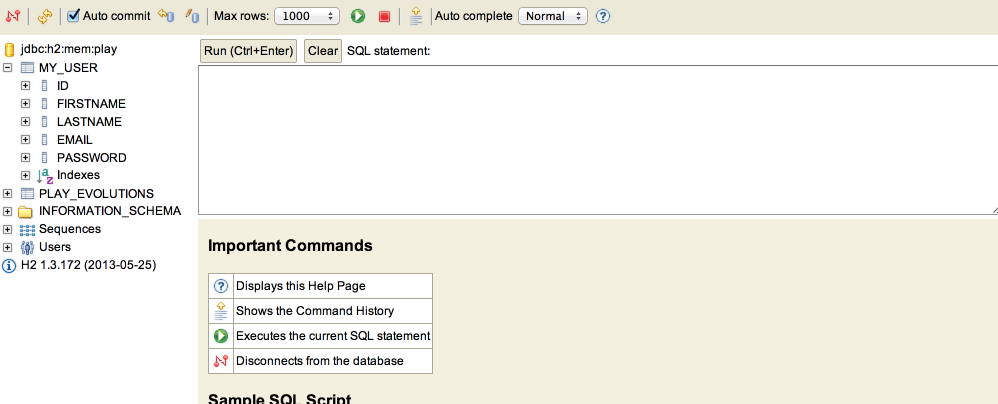 Auto commit Max rows: 1000 Auto complete Normal
jdbc:h2:mem:play
MY_USER
ID
FIRSTNAME
LASTNAME
EMAIL
PASSWORD
Indexes
PLAY_EVOLUTIONS
INFORMATION_SCHEMA
Sequences
Users
H2 1.3.172 (2013-05-25)
Run (Ctrl+Enter) Clear SQL statement:
Important Commands
Displays this Help Page
Shows the Command History
Executes the current SQL statement
Disconnects from the database
Sample SQL Script